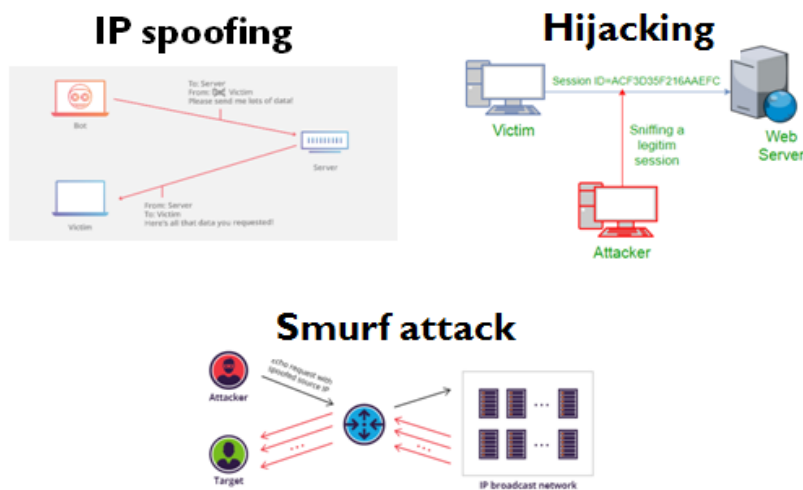 IP spoofing
To: Server
From: Victim
Please send me lots of data!
Bot
Server
From: Server
To: Victim
Here's all that data you requested!
Victim
Hijacking
Session ID=ACF3D35F216AAEFC
Victim
Sniffing a
legitim
session
Web
Server
Attacker
Smurf attack
Echo request with
spoofed source IP
Attacker
...
...
...
...
Target
IP broadcast network